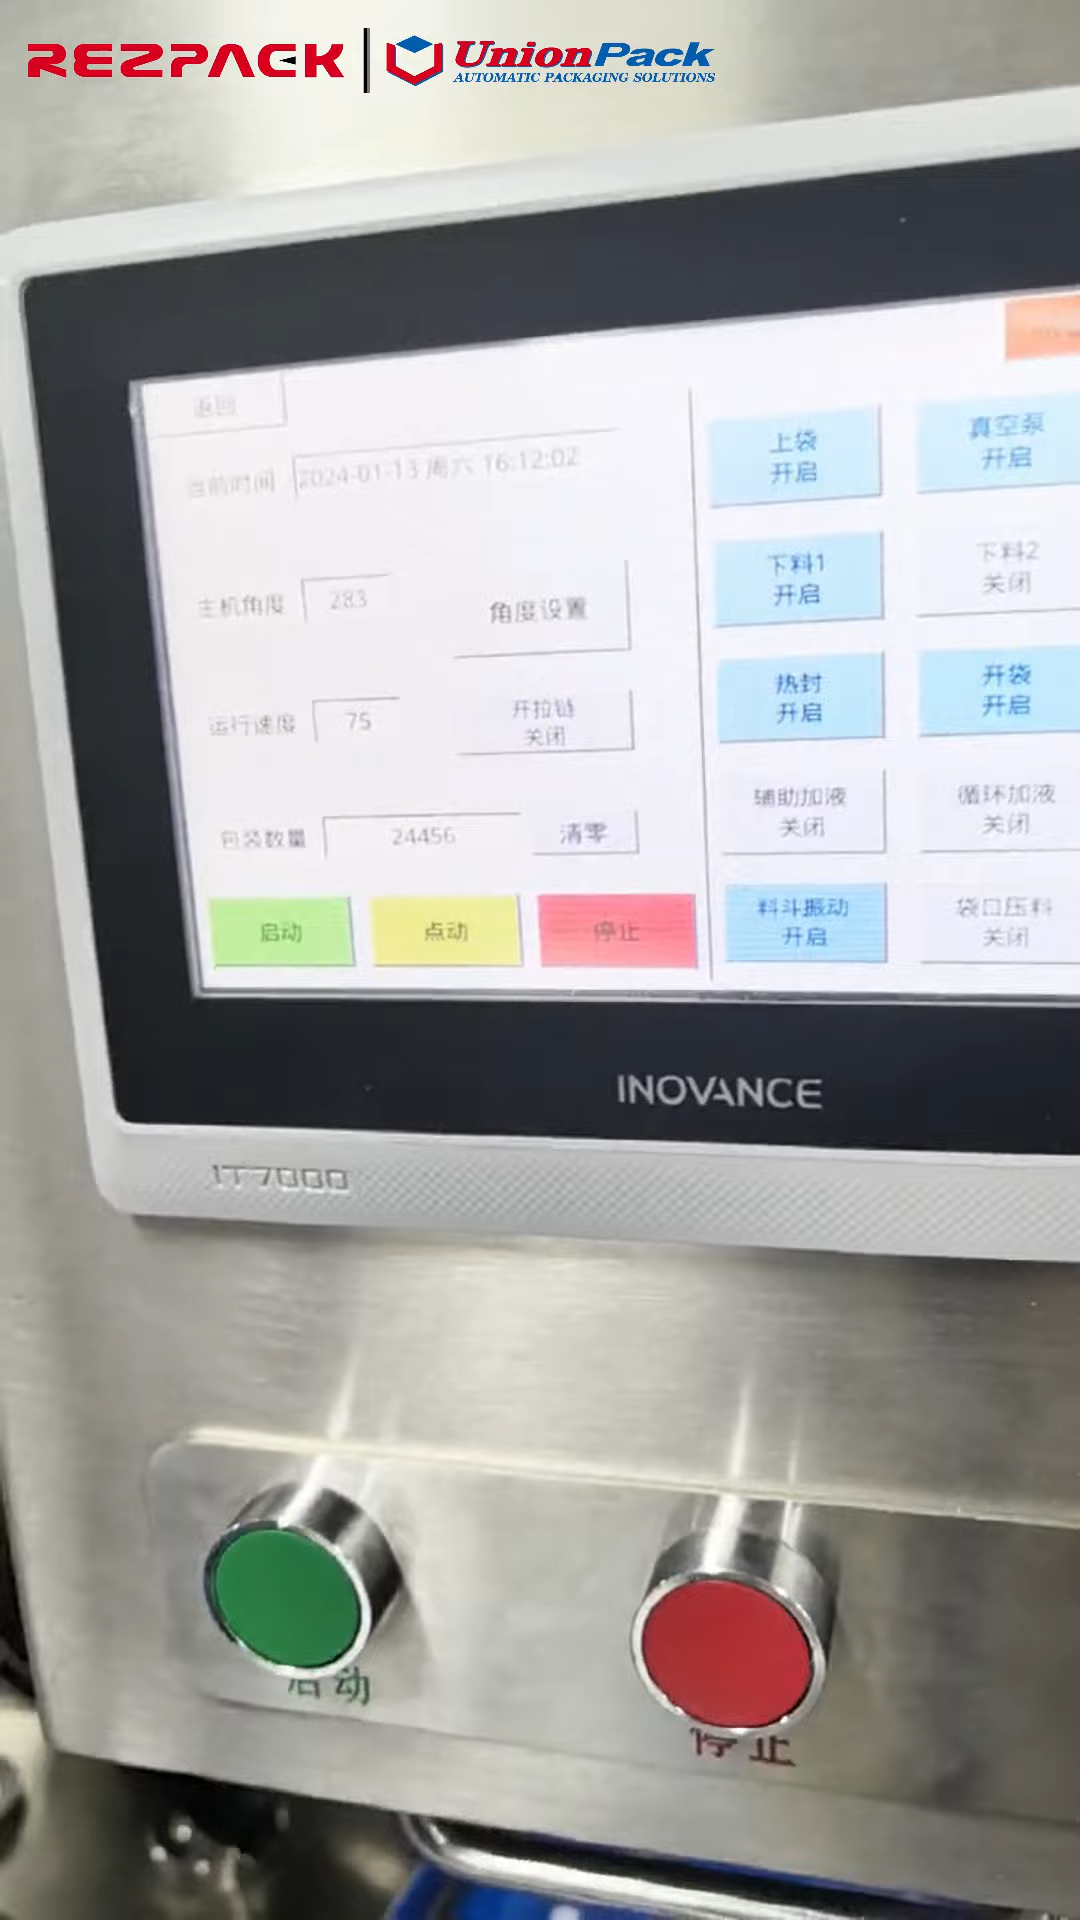 REZPACK
UnionPack
AUTOMATIC PACKAGING SOLUTIONS
返回
当前时间 2024-01-13 周六 16:12:02
主机角度 283
角度设置
运行速度 75
开拉链
关闭
包装数量 24456 清零
启动 点动 停止
上袋
开启
真空泵
开启
下料1
开启
下料2
关闭
热封
开启
开袋
开启
辅助加液
关闭
循环加液
关闭
料斗振动
开启
袋口压料
关闭
INOVANCE
IT7000
启动
停止